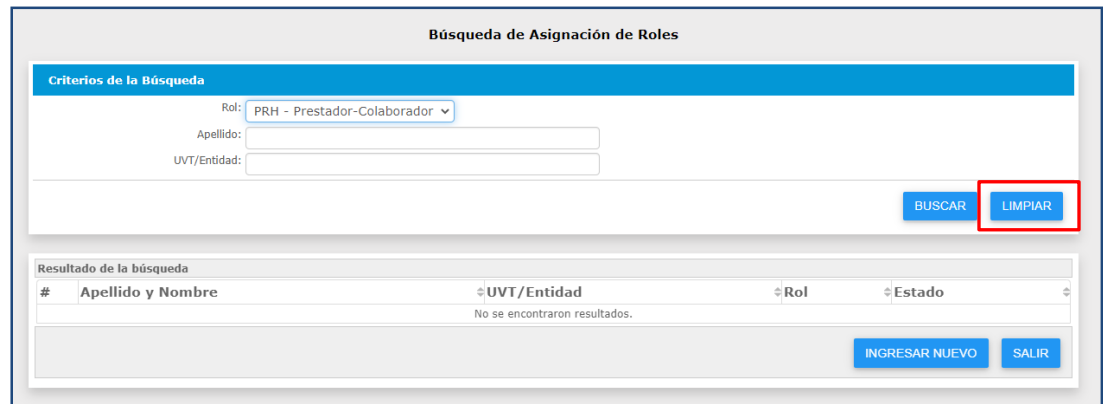 Búsqueda de Asignación de Roles
Criterios de la Búsqueda
Rol: PRH - Prestador-Colaborador
Apellido:
UVT/Entidad:
BUSCAR LIMPIAR
Resultado de la búsqueda
# Apellido y Nombre UVT/Entidad Rol Estado
No se encontraron resultados.
INGRESAR NUEVO SALIR